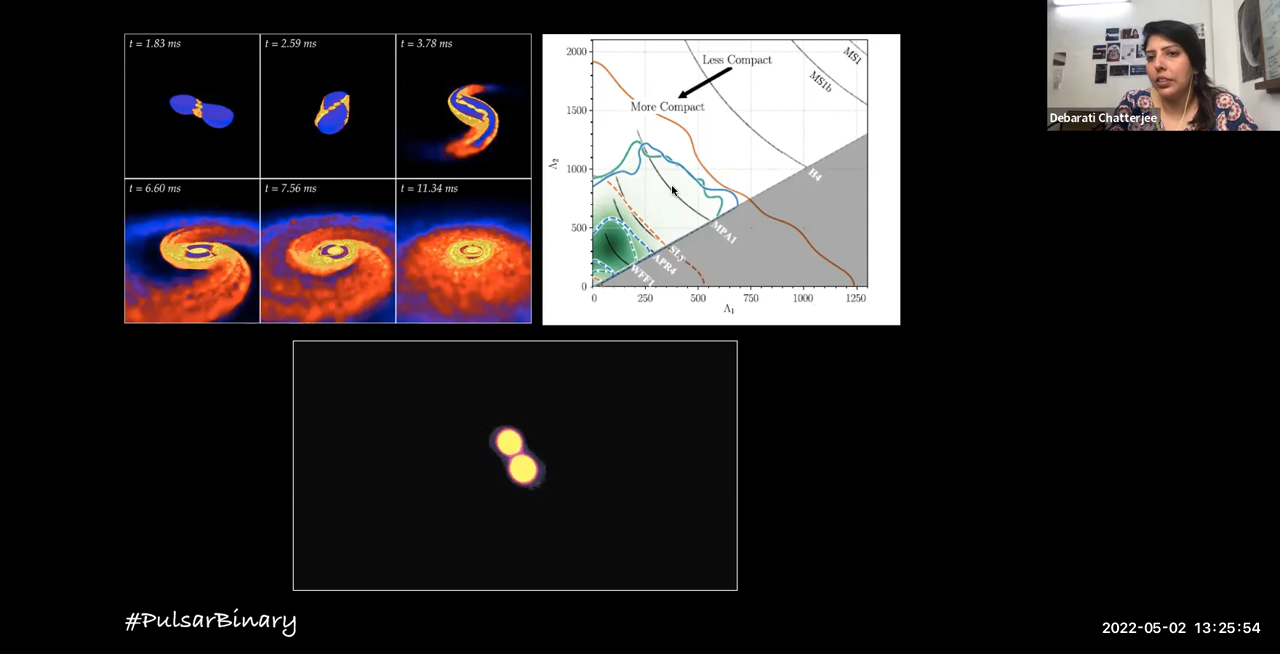 t = 1.83 ms
t = 2.59 ms
t = 3.78 ms
t = 6.60 ms
t = 7.56 ms
t = 11.34 ms
2000
1500
1000
500
0
Λ2
Less Compact
More Compact
MS1
MS1b
H4
MPA1
SLy
APR4
WFF1
0
250
500
750
1000
1250
Λ1
Debarati Chatterjee
#PulsarBinary
2022-05-02 13:25:54